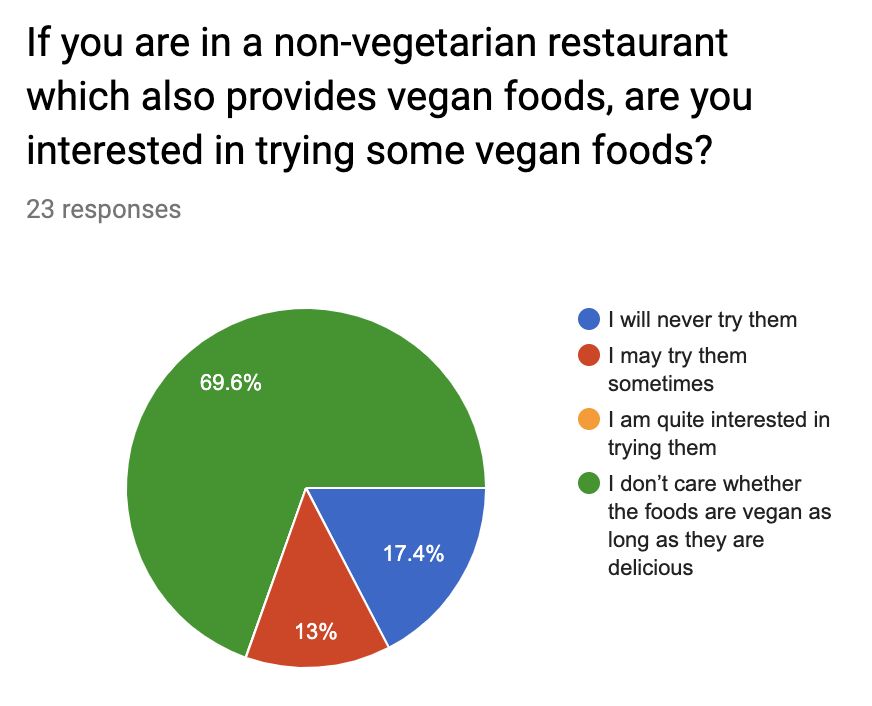 If you are in a non-vegetarian restaurant
which also provides vegan foods, are you
interested in trying some vegan foods?
23 responses
I will never try them
I may try them
sometimes
I am quite interested in
trying them
I don’t care whether
the foods are vegan as
long as they are
delicious
69.6%
17.4%
13%